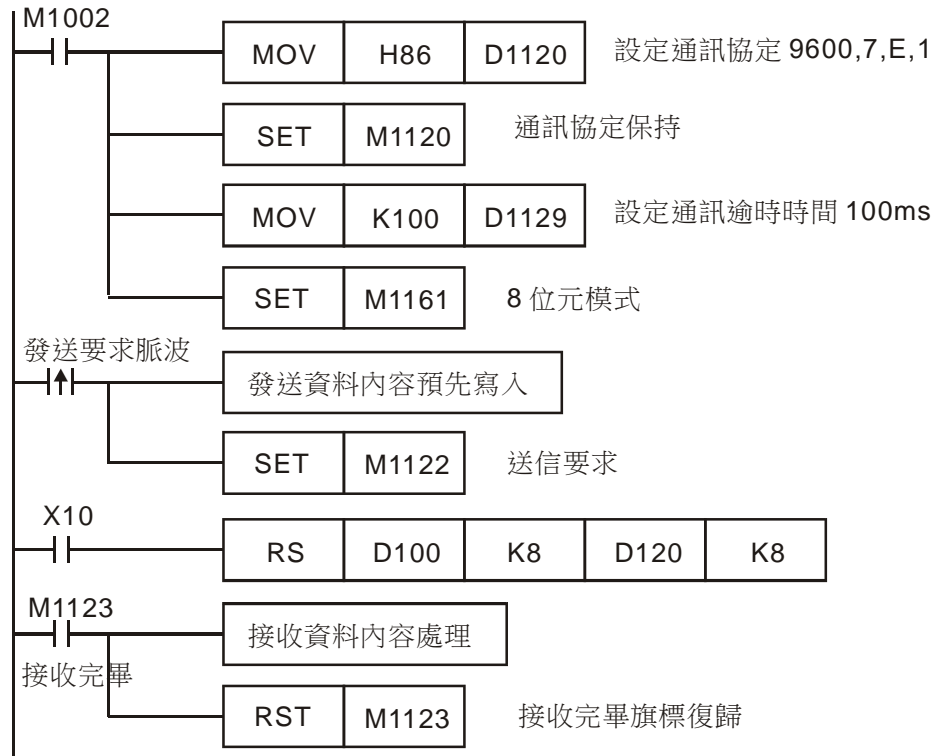 M1002
MOV H86 D1120 設定通訊協定 9600,7,E,1
SET M1120 通訊協定保持
MOV K100 D1129 設定通訊逾時時間 100ms
SET M1161 8 位元模式
發送要求脈波
發送資料內容預先寫入
SET M1122 送信要求
X10
RS D100 K8 D120 K8
M1123
接收資料內容處理
接收完畢
RST M1123 接收完畢旗標復歸